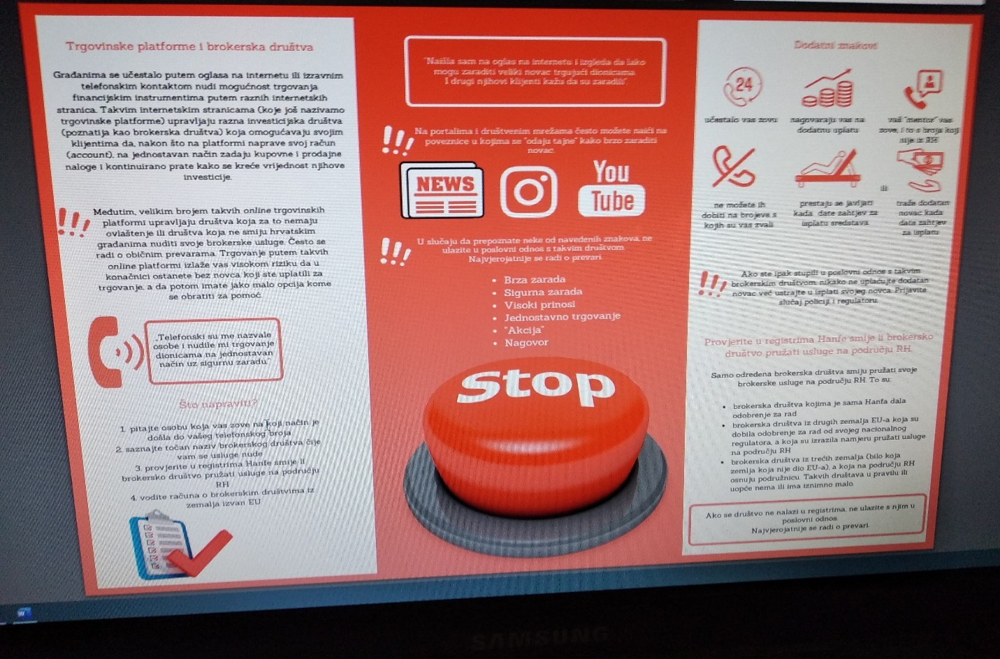 Trgovinske platforme i brokerska društva
Građanima se učestalo putem oglasa na internetu ili izravnim
telefonskim kontaktom nudi mogućnost trgovanja
financijskim instrumentima putem raznih internetskih
stranica. Takvim internetskim stranicama (koje još nazivamo
trgovinske platforme) upravljaju razna investicijska društva
(poznatija kao brokerska društva) koja omogućavaju svojim
klijentima da, nakon što na platformi naprave svoj račun
(account), na jednostavan način zadaju kupovne i prodajne
naloge i kontinuirano prate kako se kreće vrijednost njihove
investicije.
!!!
Međutim, velikim brojem takvih online trgovinskih
platformi upravljaju društva koja za to nemaju
ovlaštenje ili društva koja ne smiju hrvatskim
građanima nuditi svoje brokerske usluge. Često se
radi o običnim prevarama. Trgovanje putem takvih
online platformi izlaže vas visokom riziku da u
konačnici ostanete bez novca koji ste uplatili za
trgovanje, a da potom imate jako malo opcija kome
se obratiti za pomoć.
„Telefonski su me nazvale
osobe i nudile mi trgovanje
dionicama na jednostavan
način uz sigurnu zaradu."
Što napraviti?
1. pitajte osobu koja vas zove na koji način je
došla do vašeg telefonskog broja
2. saznajte točan naziv brokerskog društva čije
vam se usluge nude
3. provjerite u registrima Hanfe smije li
brokersko društvo pružati usluge na području
RH
4. vodite računa o brokerskim društvima iz
zemalja izvan EU
"Naišla sam na oglas na internetu i izgleda da lako
mogu zaraditi veliki novac trgujući dionicama.
I drugi njihovi klijenti kažu da su zaradili".
!!!
Na portalima i društvenim mrežama često možete naići na
poveznice u kojima se "odaju tajne" kako brzo zaraditi
novac.
NEWS
You
Tube
!!!
U slučaju da prepoznate neke od navedenih znakova, ne
ulazite u poslovni odnos s takvim društvom.
Najvjerojatnije se radi o prevari.
• Brza zarada
• Sigurna zarada
• Visoki prinosi
• Jednostavno trgovanje
• "Akcija"
• Nagovor
Stop
Dodatni znakovi
24
učestalo vas zovu
nagovaraju vas na
dodatnu uplatu
vaš "mentor" vas
zove, i to s broja koji
nije iz RH
ne možete ih
dobiti na brojeve s
kojih su vas zvali
prestaju se javljati
kada date zahtjev za
isplatu sredstava
ili
traže dodatan
novac kada
date zahtjev
za isplatu
!!!
Ako ste ipak stupili u poslovni odnos s takvim
brokerskim društvom, nikako ne uplaćujte dodatan
novac već ustrajte u isplati svojeg novca. Prijavite
slučaj policiji i regulatoru.
Provjerite u registrima Hanfe smije li brokersko
društvo pružati usluge na području RH.
Samo određena brokerska društva smiju pružati svoje
brokerske usluge na području RH. To su:
• brokerska društva kojima je sama Hanfa dala
odobrenje za rad
• brokerska društva iz drugih zemalja EU-a koja su
dobila odobrenje za rad od svojeg nacionalnog
regulatora, a koja su izrazila namjeru pružati usluge
na području RH
• brokerska društva iz trećih zemalja (bilo koja
zemlja koja nije dio EU-a), a koja na području RH
osnuju podružnicu. Takvih društava u pravilu ili
uopće nema ili ima iznimno malo.
Ako se društvo ne nalazi u registrima, ne ulazite s njim u
poslovni odnos.
Najvjerojatnije se radi o prevari.
SAMSUNG